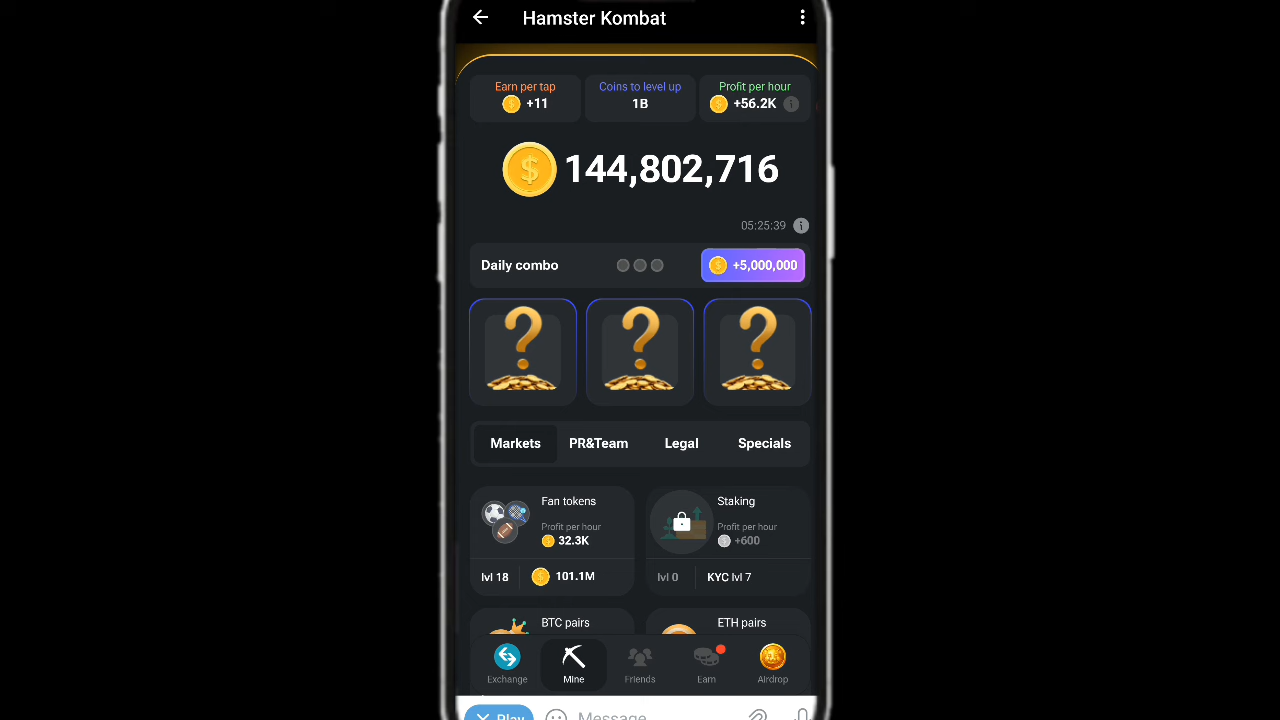 Hamster Kombat
Earn per tap
+11
Coins to level up
1B
Profit per hour
+56.2K
144,802,716
05:25:39
Daily combo
+5,000,000
Markets
PR&Team
Legal
Specials
Fan tokens
Profit per hour
32.3K
lvl 18
101.1M
Staking
Profit per hour
+600
lvl 0
KYC lvl 7
BTC pairs
ETH pairs
Exchange
Mine
Friends
Earn
Airdrop
Play
Message